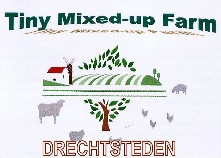 Tiny Mixed-up Farm
DRECHTSTEDEN